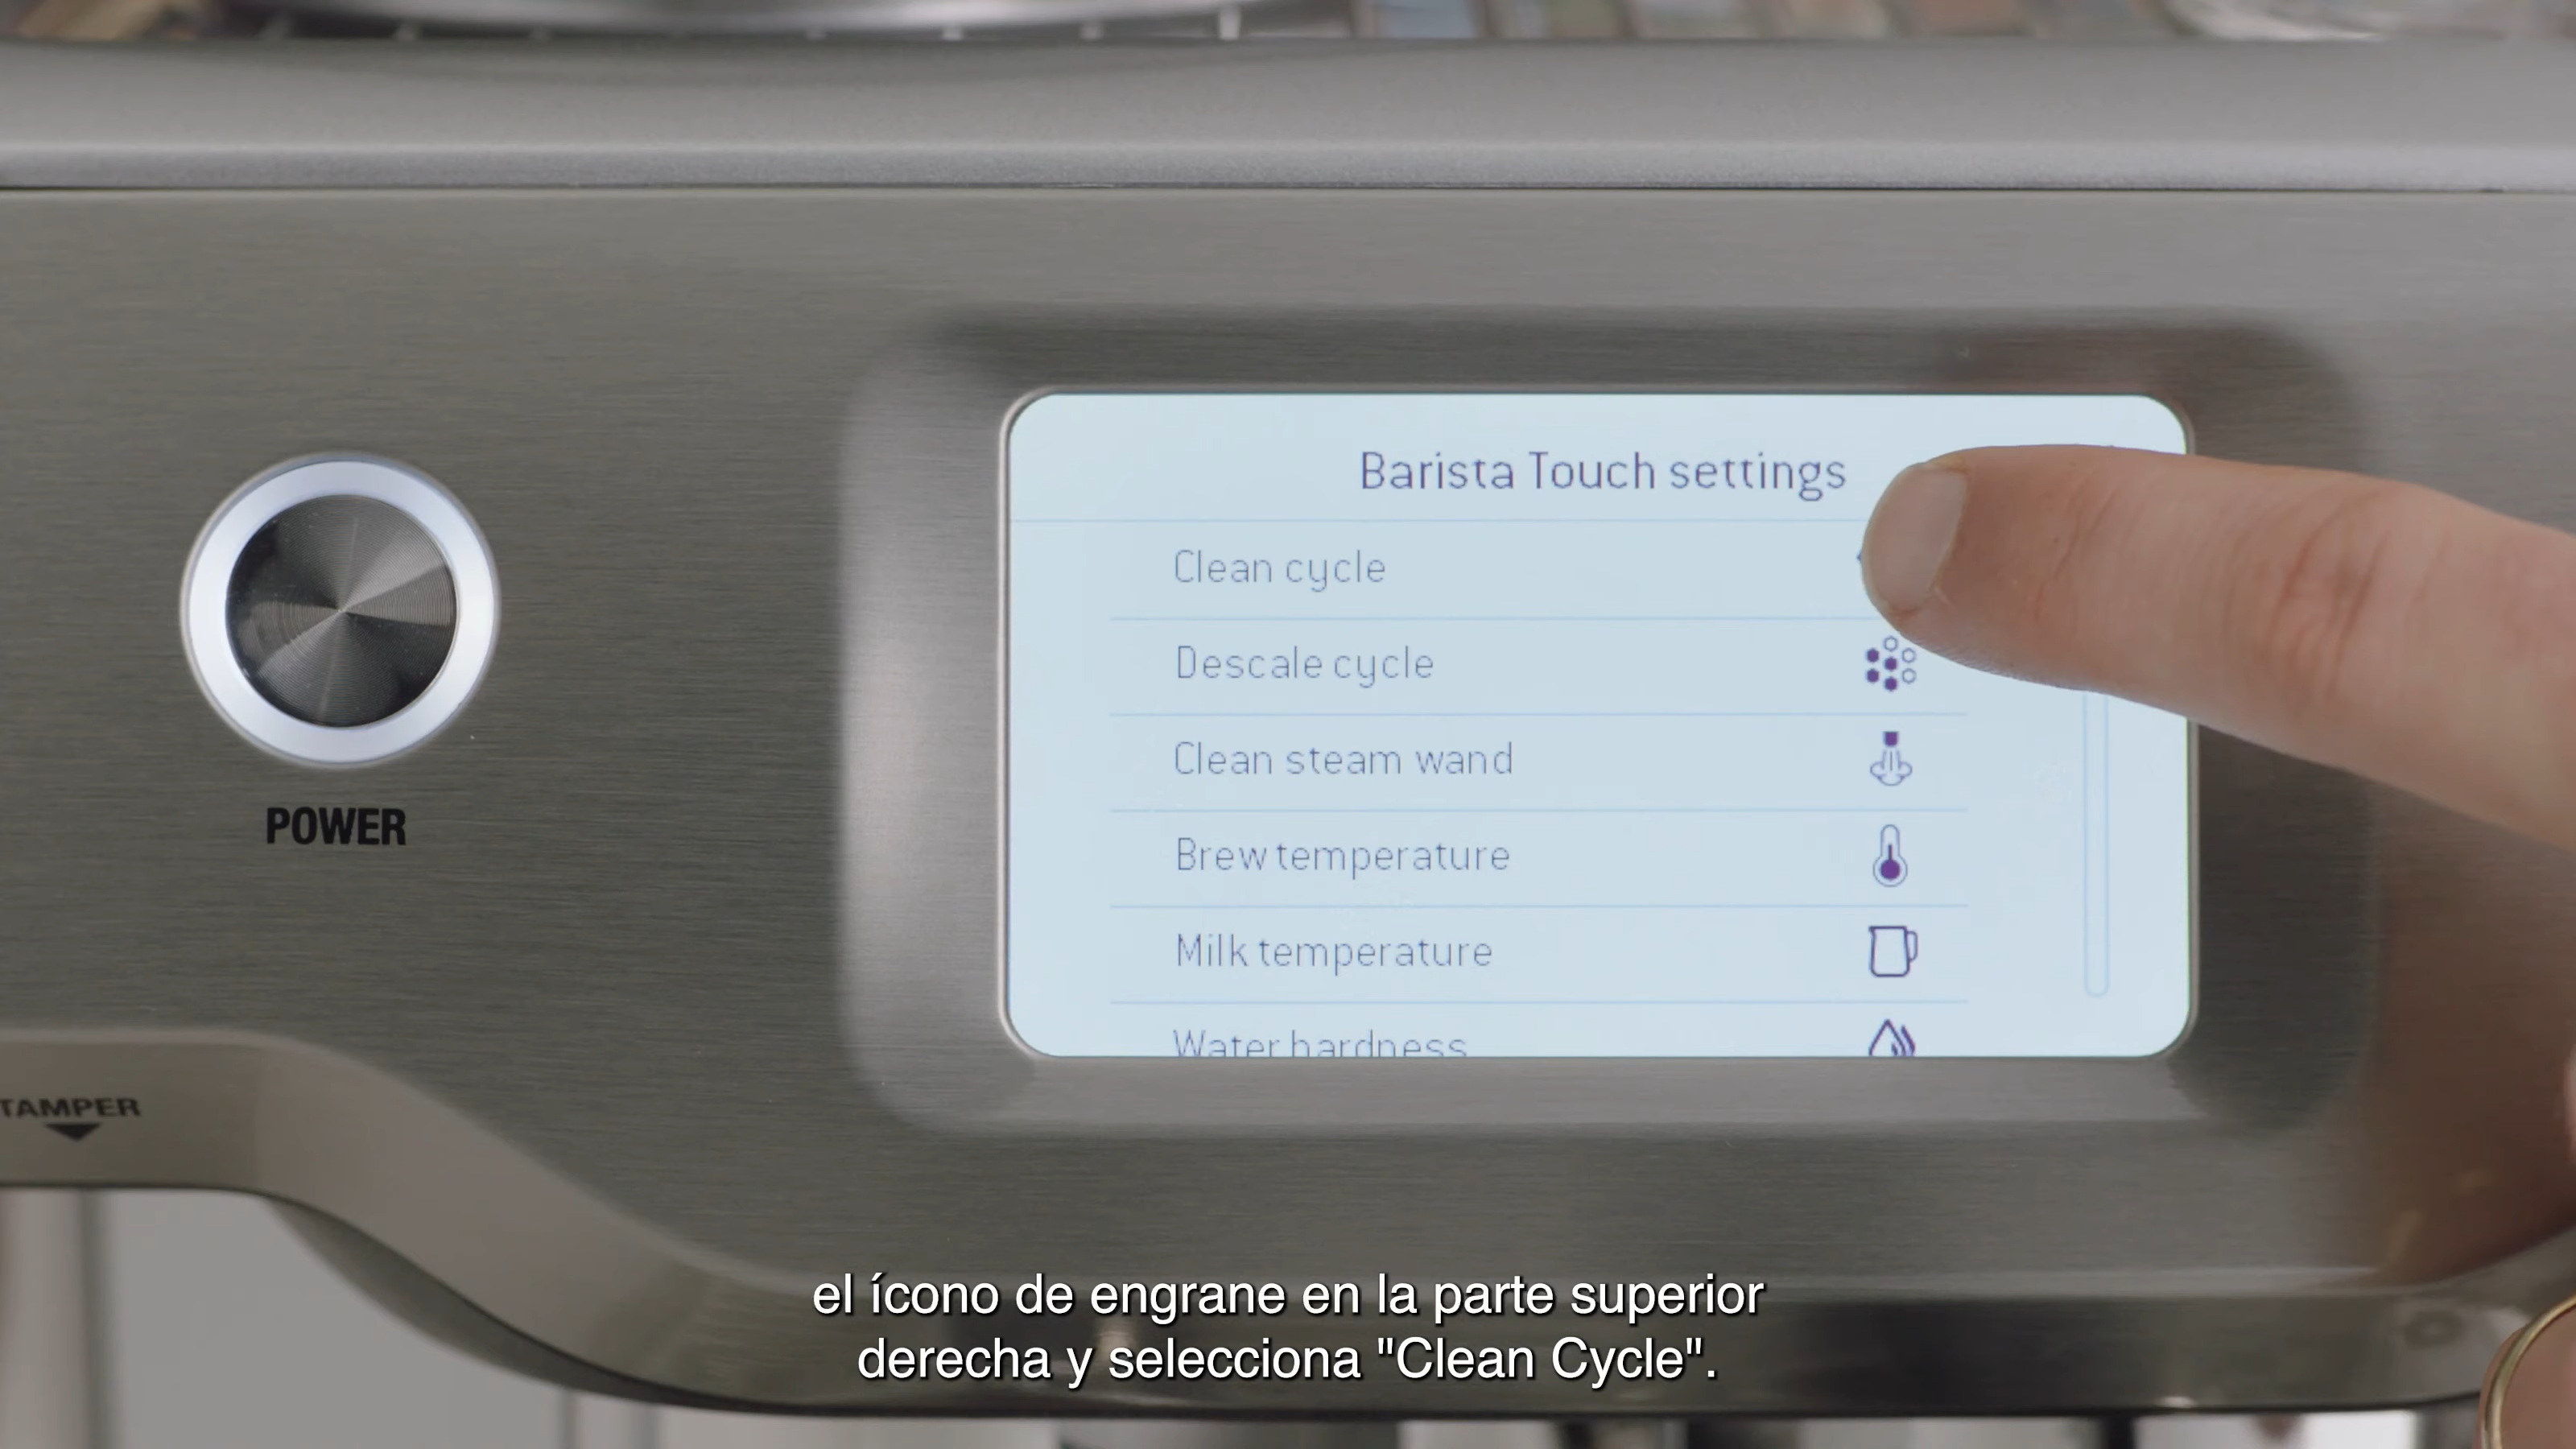 Barista Touch settings
Clean cycle
Descale cycle
Clean steam wand
Brew temperature
Milk temperature
Water hardness
POWER
TAMPER
el ícono de engrane en la parte superior
derecha y selecciona "Clean Cycle".